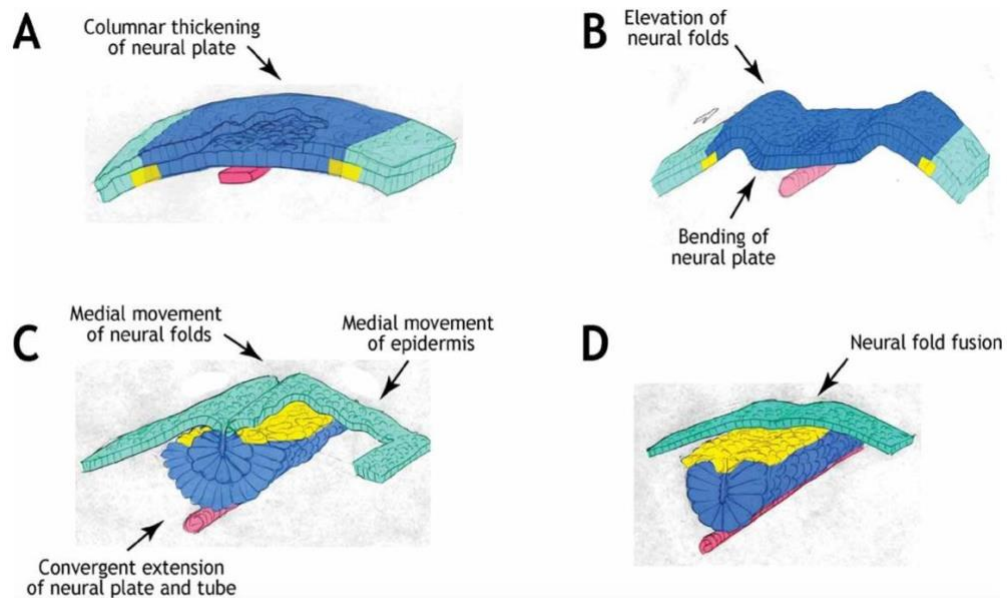 A
Columnar thickening
of neural plate
B
Elevation of
neural folds
Bending of
neural plate
C
Medial movement
of neural folds
Medial movement
of epidermis
Convergent extension
of neural plate and tube
D
Neural fold fusion